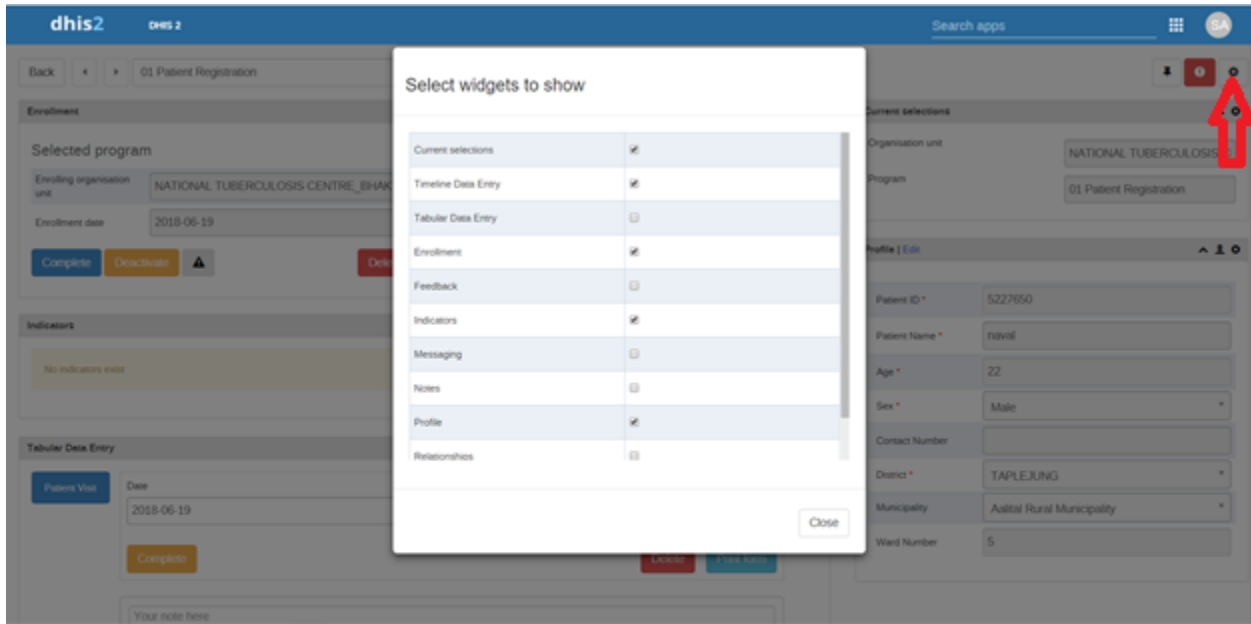 dhis2 DHIS 2 Search apps SA
Back 01 Patient Registration
Select widgets to show
Current selections
Timeline Data Entry
Tabular Data Entry
Enrollment
Feedback
Indicators
Messaging
Notes
Profile
Relationships
Close
Enrollment
Selected program
Enrolling organisation unit NATIONAL TUBERCULOSIS CENTRE_BHAK
Enrollment date 2018-06-19
Complete Deactivate Dele
Indicators
No indicators exist
Tabular Data Entry
Patient Visit Date
2018-06-19
Complete Delete Print form
Your note here
Current selections
Organisation unit NATIONAL TUBERCULOSIS
Program 01 Patient Registration
Profile | Edit
Patient ID * 5227650
Patient Name * naval
Age * 22
Sex * Male
Contact Number
District * TAPLEJUNG
Municipality Aalital Rural Municipality
Ward Number 5